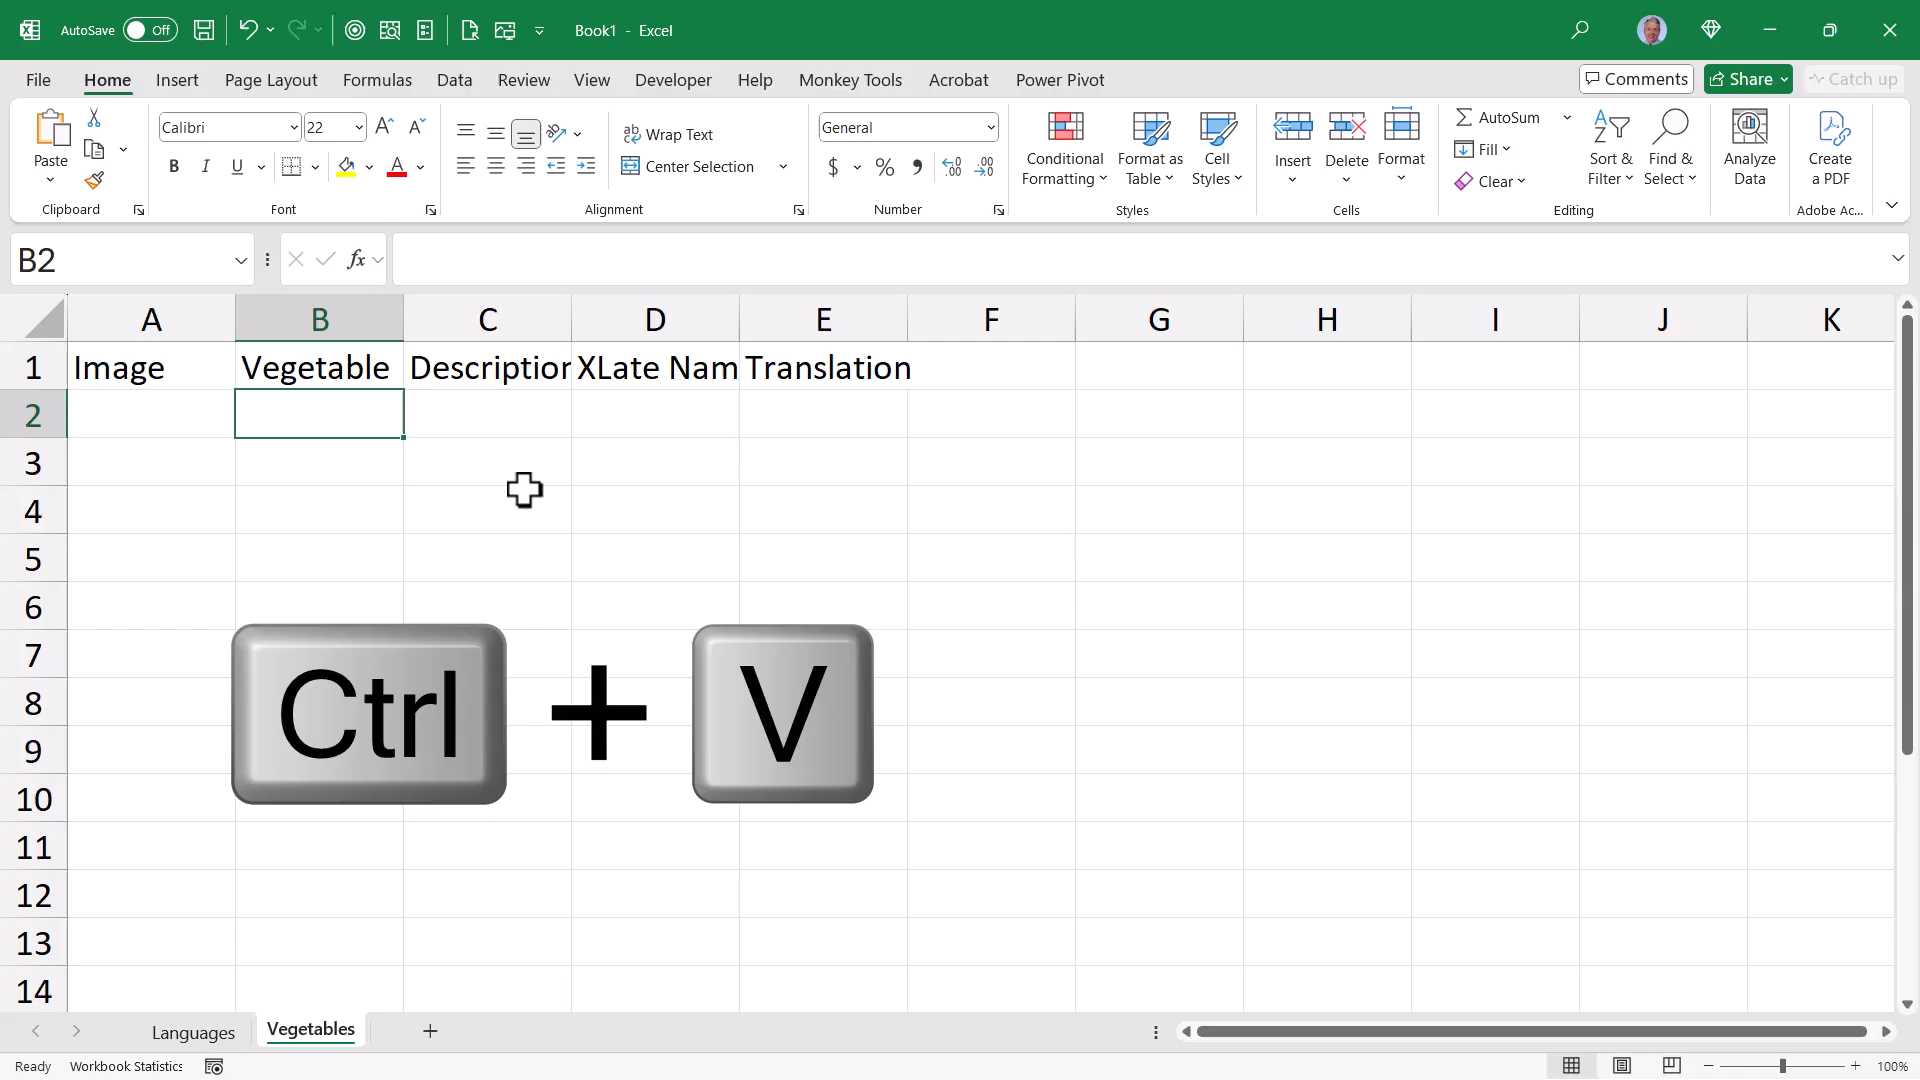 AutoSave Off Book1 - Excel
File Home Insert Page Layout Formulas Data Review View Developer Help Monkey Tools Acrobat Power Pivot Comments Share Catch up
Paste
Clipboard
Calibri 22
B I U A
Font
Wrap Text
Center Selection
Alignment
General
$ % ,
Number
Conditional Formatting
Format as Table
Cell Styles
Styles
Insert
Delete
Format
Cells
AutoSum
Fill
Clear
Sort & Filter
Find & Select
Editing
Analyze Data
Create a PDF
Adobe Ac...
B2 fx
A B C D E F G H I J K
1 Image Vegetable Description XLate Nam Translation
2
3
4
5
6
7
8
9
10
11
12
13
14
Ctrl + V
Languages Vegetables
Ready Workbook Statistics 100%